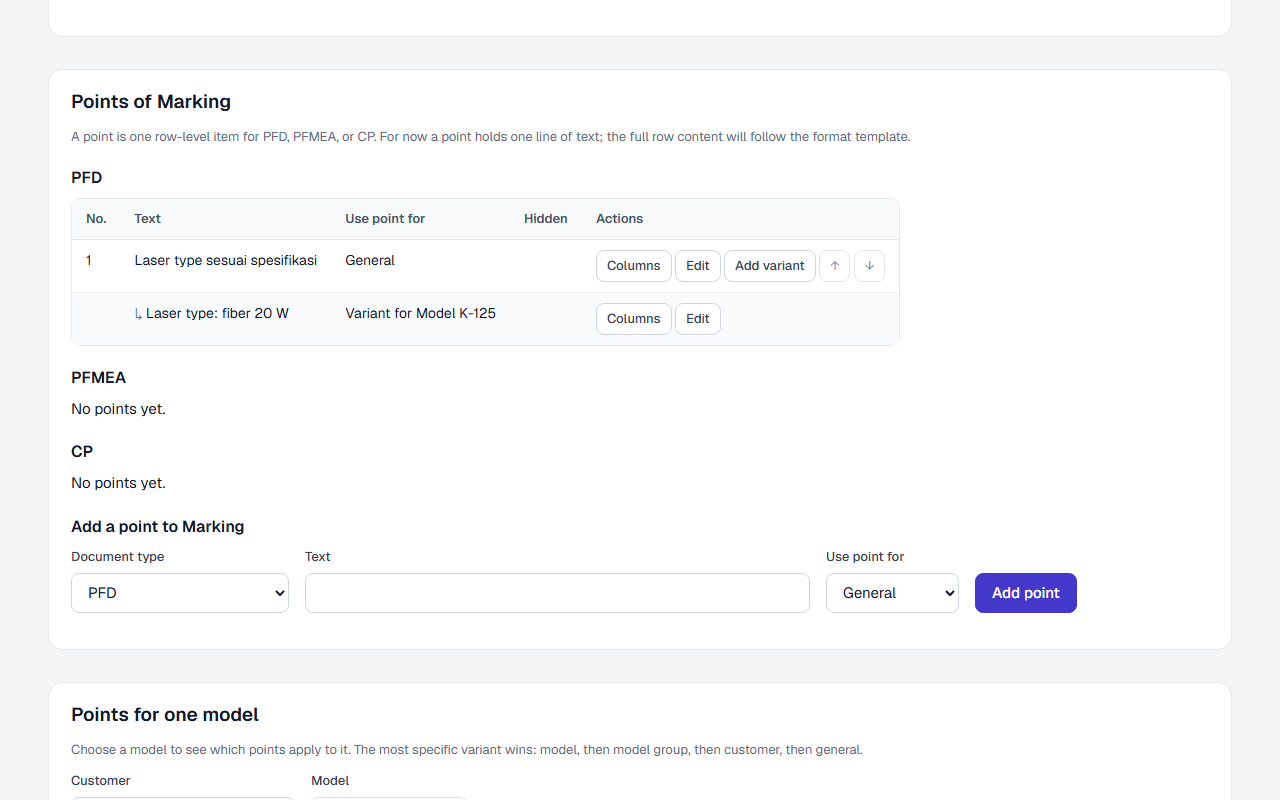 Points of Marking
A point is one row-level item for PFD, PFMEA, or CP. For now a point holds one line of text; the full row content will follow the format template.
PFD
No. Text Use point for Hidden Actions
1 Laser type sesuai spesifikasi General Columns Edit Add variant ↑ ↓
↳ Laser type: fiber 20 W Variant for Model K-125 Columns Edit
PFMEA
No points yet.
CP
No points yet.
Add a point to Marking
Document type Text Use point for
PFD General Add point
Points for one model
Choose a model to see which points apply to it. The most specific variant wins: model, then model group, then customer, then general.
Customer Model